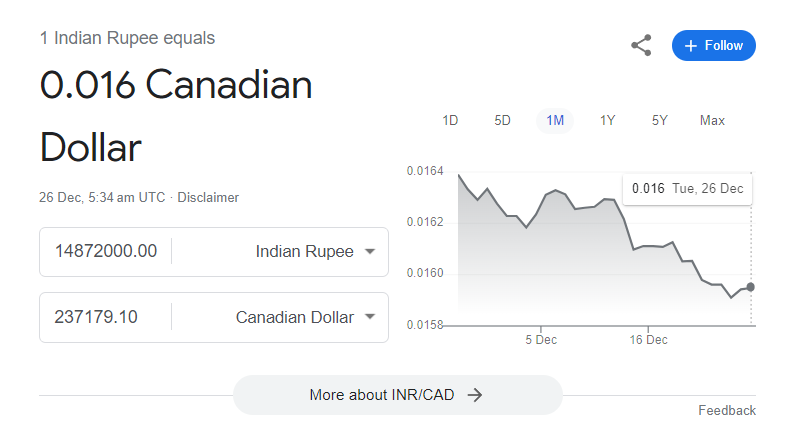 1 Indian Rupee equals
0.016 Canadian
Dollar
26 Dec, 5:34 am UTC · Disclaimer
14872000.00 Indian Rupee
237179.10 Canadian Dollar
Follow
1D 5D 1M 1Y 5Y Max
0.0164
0.016 Tue, 26 Dec
0.0162
0.0160
0.0158
5 Dec 16 Dec
More about INR/CAD →
Feedback